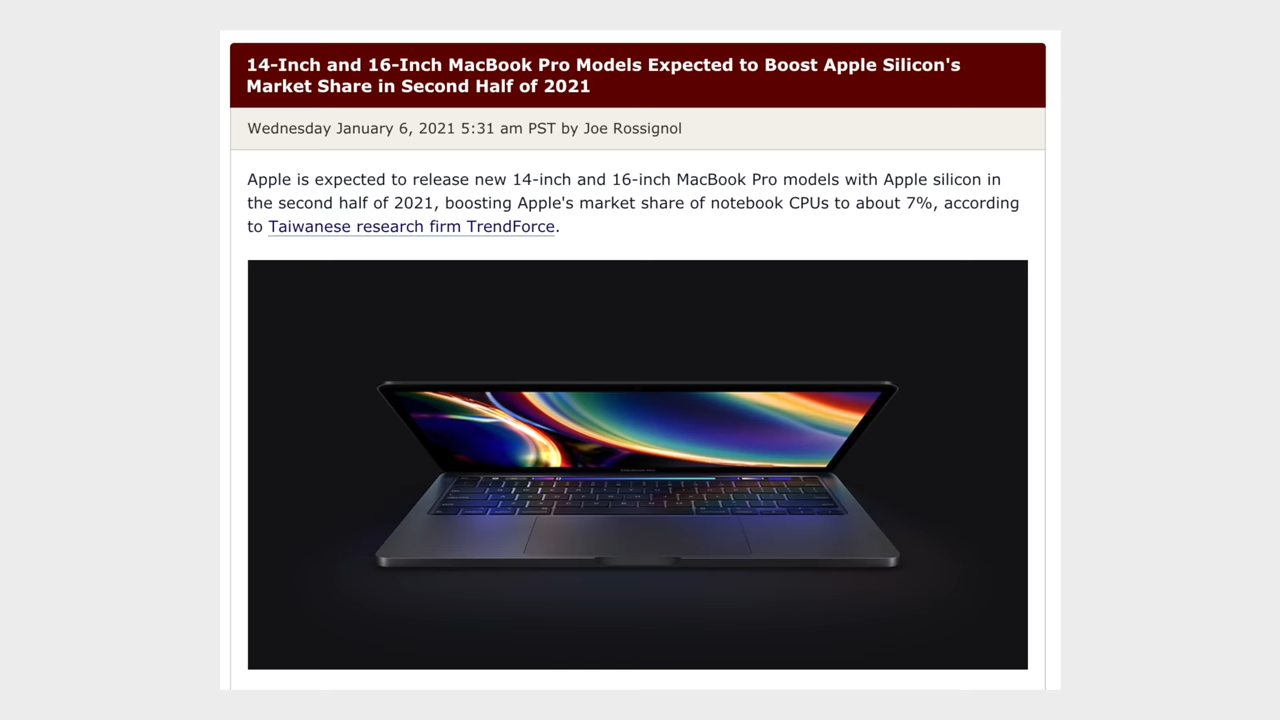 14-Inch and 16-Inch MacBook Pro Models Expected to Boost Apple Silicon's
Market Share in Second Half of 2021
Wednesday January 6, 2021 5:31 am PST by Joe Rossignol
Apple is expected to release new 14-inch and 16-inch MacBook Pro models with Apple silicon in
the second half of 2021, boosting Apple's market share of notebook CPUs to about 7%, according
to Taiwanese research firm TrendForce.